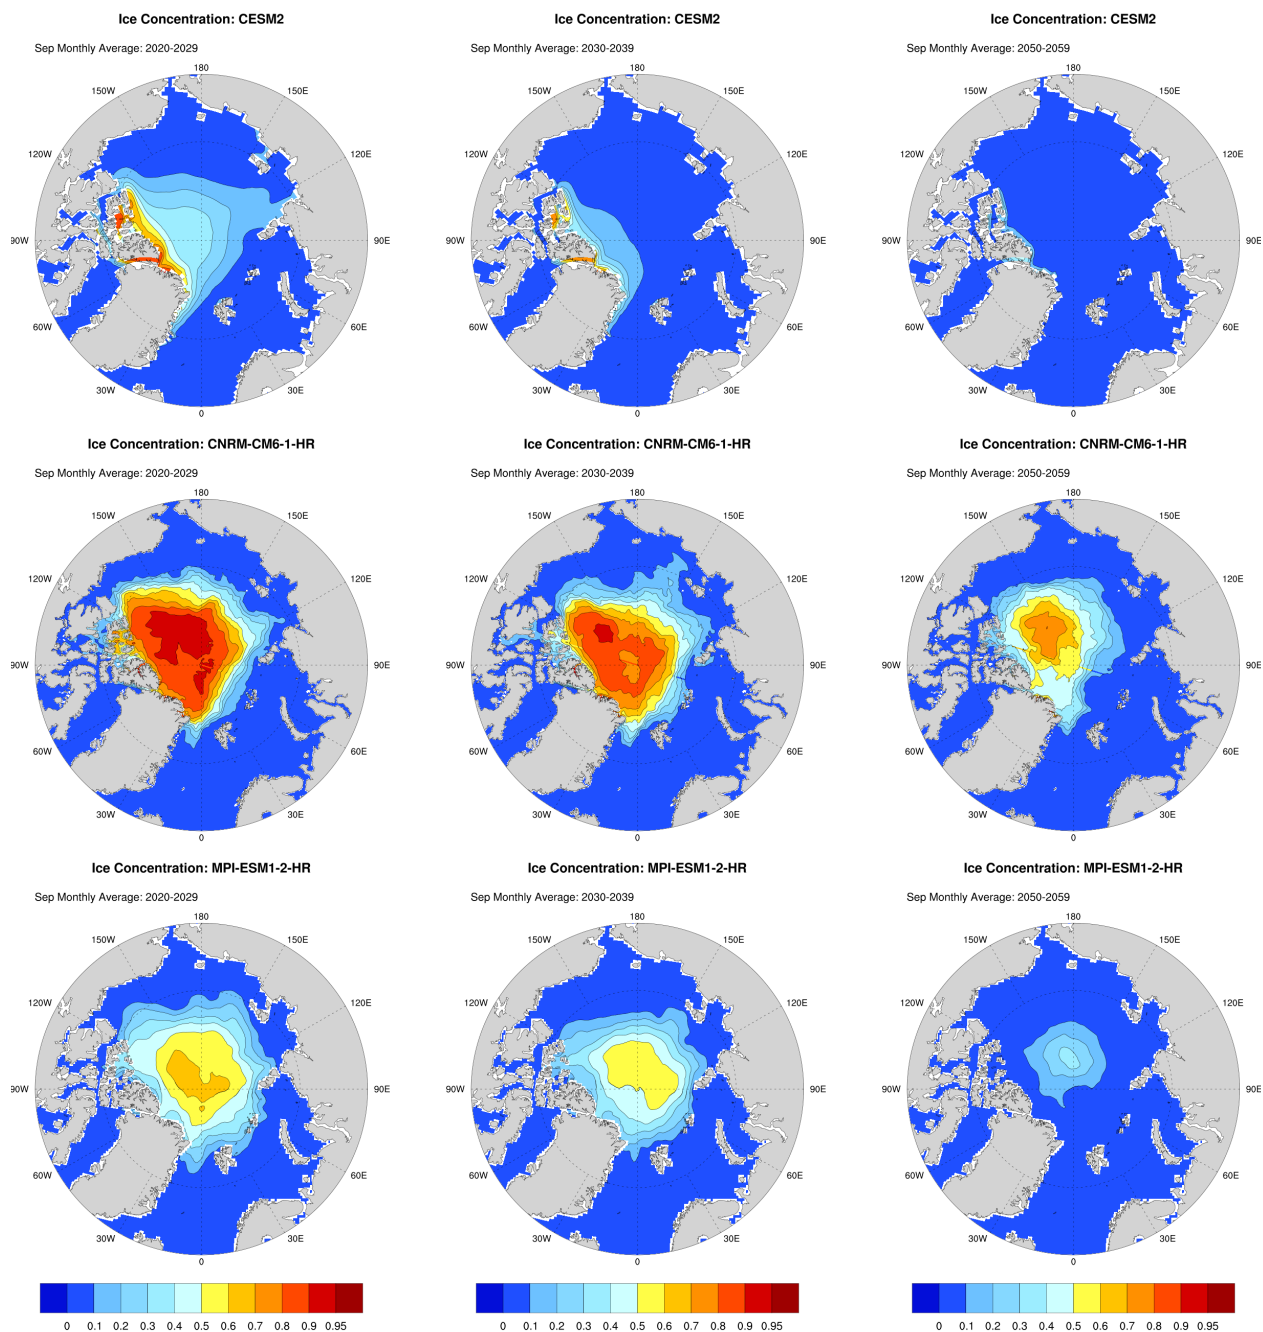 Ice Concentration: CESM2
Sep Monthly Average: 2020-2029
180
150W
150E
120W
120E
90W
90E
60W
60E
30W
30E
0
Ice Concentration: CESM2
Sep Monthly Average: 2030-2039
180
150W
150E
120W
120E
90W
90E
60W
60E
30W
30E
0
Ice Concentration: CESM2
Sep Monthly Average: 2050-2059
180
150W
150E
120W
120E
90W
90E
60W
60E
30W
30E
0
Ice Concentration: CNRM-CM6-1-HR
Sep Monthly Average: 2020-2029
180
150W
150E
120W
120E
90W
90E
60W
60E
30W
30E
0
Ice Concentration: CNRM-CM6-1-HR
Sep Monthly Average: 2030-2039
180
150W
150E
120W
120E
90W
90E
60W
60E
30W
30E
0
Ice Concentration: CNRM-CM6-1-HR
Sep Monthly Average: 2050-2059
180
150W
150E
120W
120E
90W
90E
60W
60E
30W
30E
0
Ice Concentration: MPI-ESM1-2-HR
Sep Monthly Average: 2020-2029
180
150W
150E
120W
120E
90W
90E
60W
60E
30W
30E
0
0 0.1 0.2 0.3 0.4 0.5 0.6 0.7 0.8 0.9 0.95
Ice Concentration: MPI-ESM1-2-HR
Sep Monthly Average: 2030-2039
180
150W
150E
120W
120E
90W
90E
60W
60E
30W
30E
0
0 0.1 0.2 0.3 0.4 0.5 0.6 0.7 0.8 0.9 0.95
Ice Concentration: MPI-ESM1-2-HR
Sep Monthly Average: 2050-2059
180
150W
150E
120W
120E
90W
90E
60W
60E
30W
30E
0
0 0.1 0.2 0.3 0.4 0.5 0.6 0.7 0.8 0.9 0.95